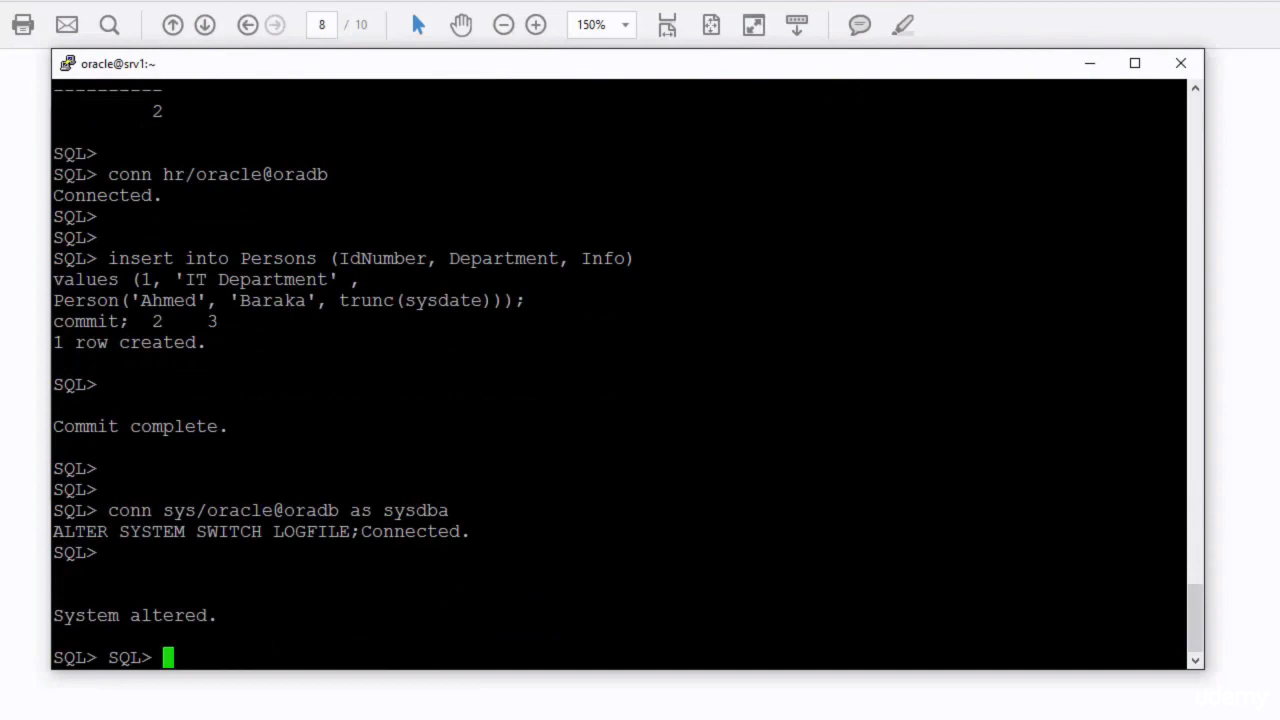 8 / 10 150%
oracle@srv1:~
----------
2
SQL>
SQL> conn hr/oracle@oradb
Connected.
SQL>
SQL>
SQL> insert into Persons (IdNumber, Department, Info)
values (1, 'IT Department' ,
Person('Ahmed', 'Baraka', trunc(sysdate)));
commit;  2    3
1 row created.
SQL>
Commit complete.
SQL>
SQL>
SQL> conn sys/oracle@oradb as sysdba
ALTER SYSTEM SWITCH LOGFILE;Connected.
SQL>
System altered.
SQL> SQL>
udemy